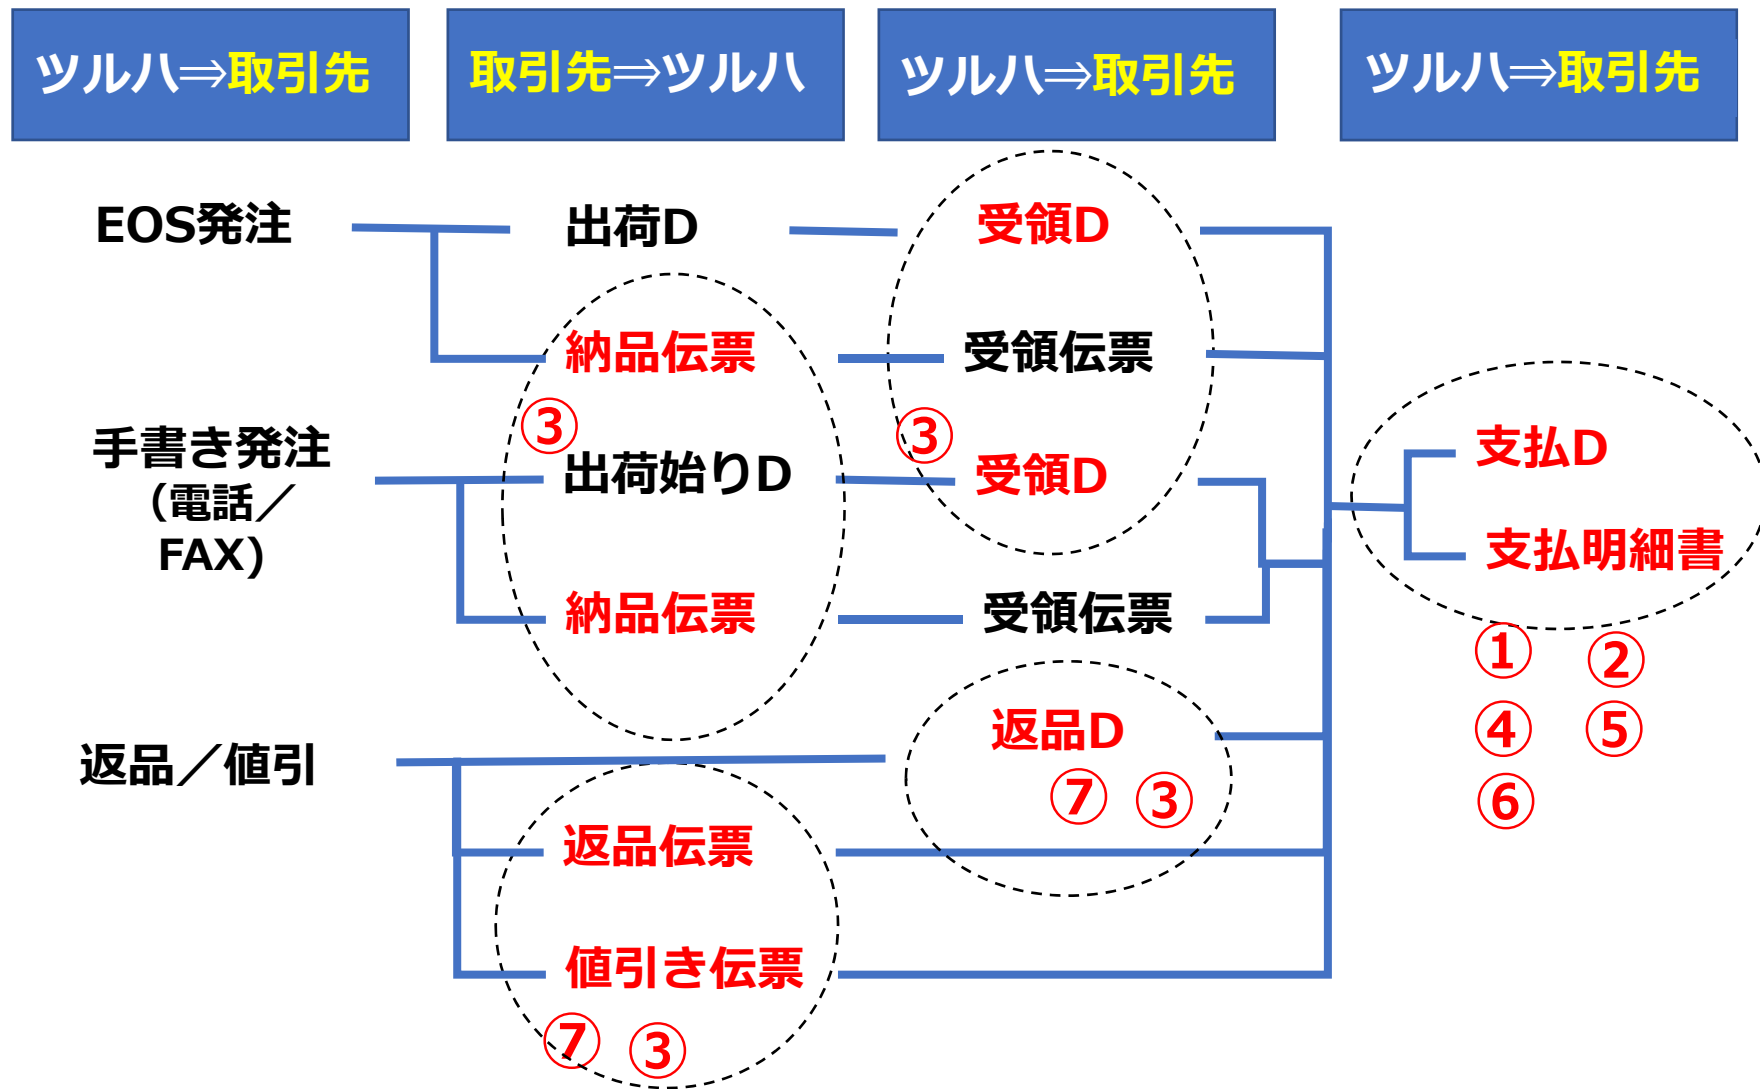 ツルハ⇒取引先
取引先⇒ツルハ
ツルハ⇒取引先
ツルハ⇒取引先
EOS発注
出荷D
受領D
納品伝票
受領伝票
③
③
手書き発注
（電話／
FAX)
出荷始りD
受領D
支払D
支払明細書
納品伝票
受領伝票
①
②
④
⑤
⑥
返品／値引
返品D
⑦
③
返品伝票
値引き伝票
⑦
③